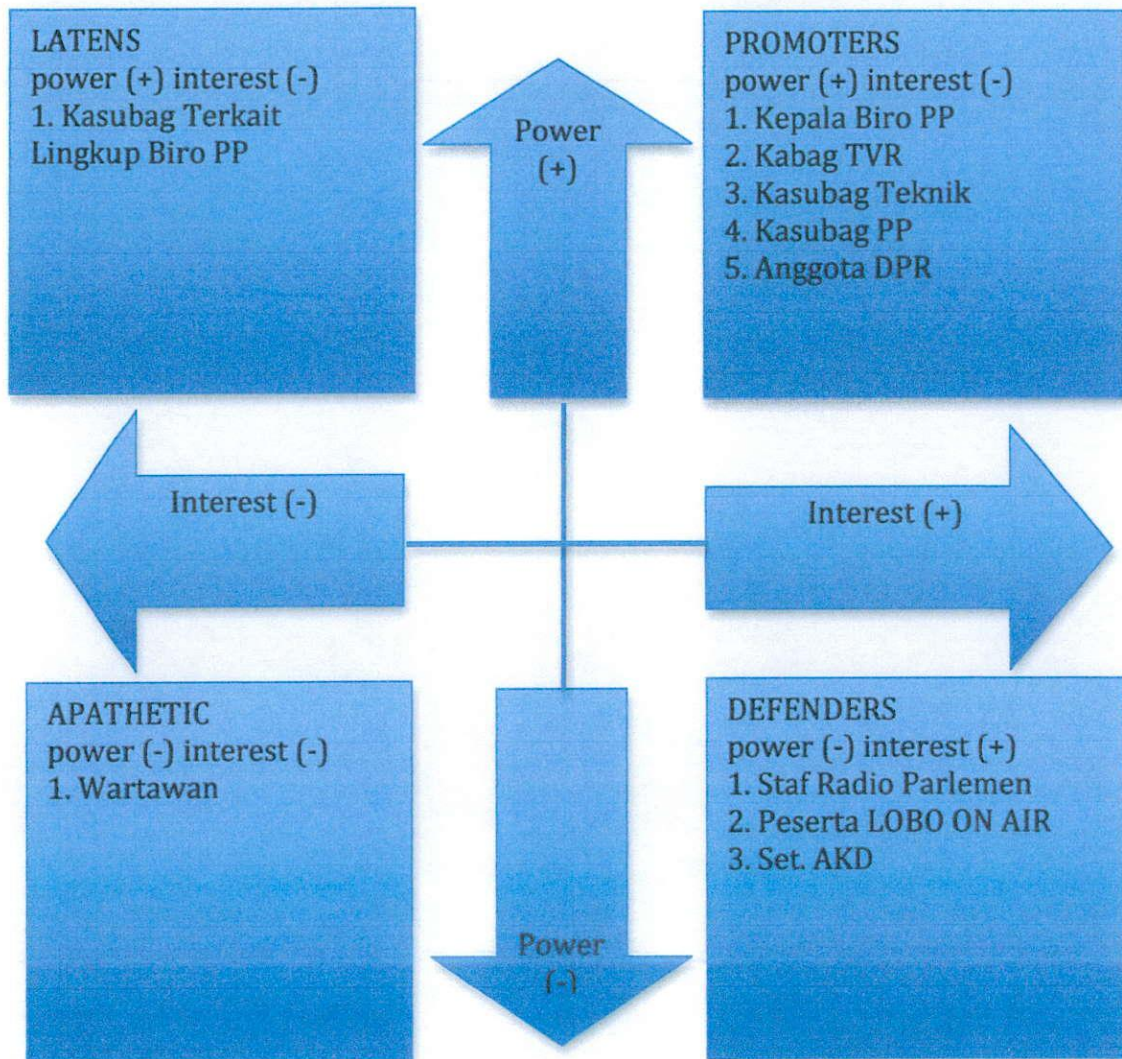 LATENS
power (+) interest (-)
1. Kasubag Terkait
Lingkup Biro PP
Power
(+)
PROMOTERS
power (+) interest (-)
1. Kepala Biro PP
2. Kabag TVR
3. Kasubag Teknik
4. Kasubag PP
5. Anggota DPR
Interest (-)
Interest (+)
APATHETIC
power (-) interest (-)
1. Wartawan
Power
(-)
DEFENDERS
power (-) interest (+)
1. Staf Radio Parlemen
2. Peserta LOBO ON AIR
3. Set. AKD